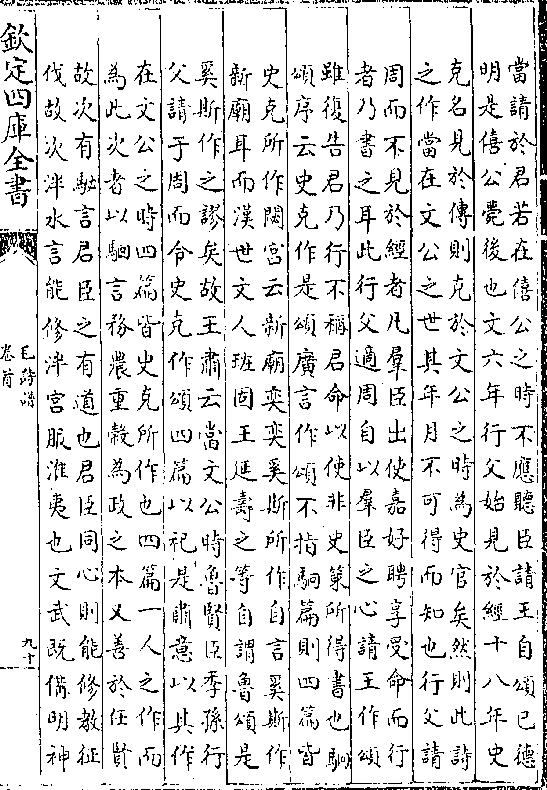 當請於君若在僖公之時不應聽臣請王自頌已德
明是僖公薨後也文六年行父始見於經十八年史
克名見於傳則克於文公之時為史官矣然則此詩
之作當在文公之世其年月不可得而知也行父請
周而不見於經者凡羣臣出使嘉好聘享受命而行
者乃書之耳此行父適周自以羣臣之心請王作頌
雖復告君乃行不稱君命以使非史策所得書也駉
頌序云史克作是頌廣言作頌不指駉篇則四篇皆
史克所作閟宮云新廟奕奕奚斯所作自言奚斯作
新廟耳而漢世文人班固王延壽之等自謂魯頌是
奚斯作之謬矣故王肅云當文公時魯賢臣季孫行
父請于周而令史克作頌四篇以祀是肅意以其作
在文公之時四篇皆史克所作也四篇一人之作而
為此次者以駉言務農重穀為政之本又善於任賢
故次有駜言君臣之有道也君臣同心則能修教征
伐故次泮水言能修泮宮服淮夷也文武既備明神
欽定四庫全書
毛詩譜
卷首
九十